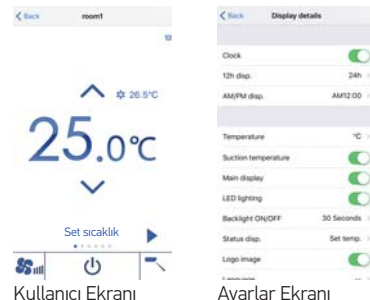 Back room1
26.5°C
25.0°C
Set sıcaklık
Kullanıcı Ekranı
Back Display details
Clock
12h disp. 24h
AM/PM disp. AM12:00
Temperature °C
Suction temperature
Main display
LED lighting
Backlight ON/OFF 30 Seconds
Status disp. Set temp.
Logo image
Ayarlar Ekranı